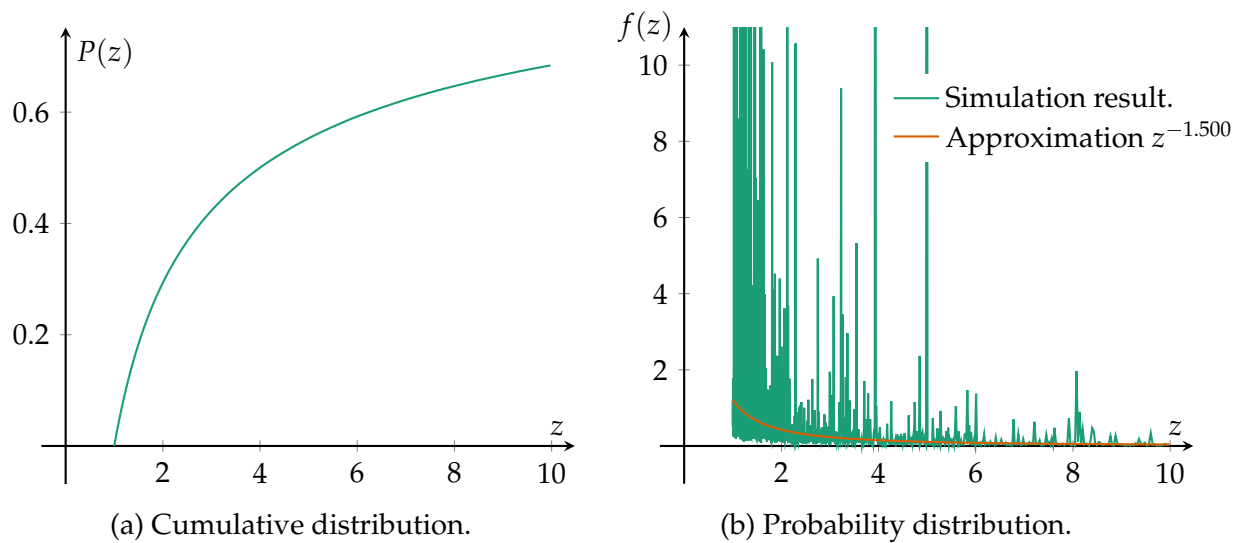 P(z)
0.6
0.4
0.2
2 4 6 8 10
z
(a) Cumulative distribution.
f(z)
10
8
6
4
2
2 4 6 8 10
z
Simulation result.
Approximation z^{-1.500}
(b) Probability distribution.